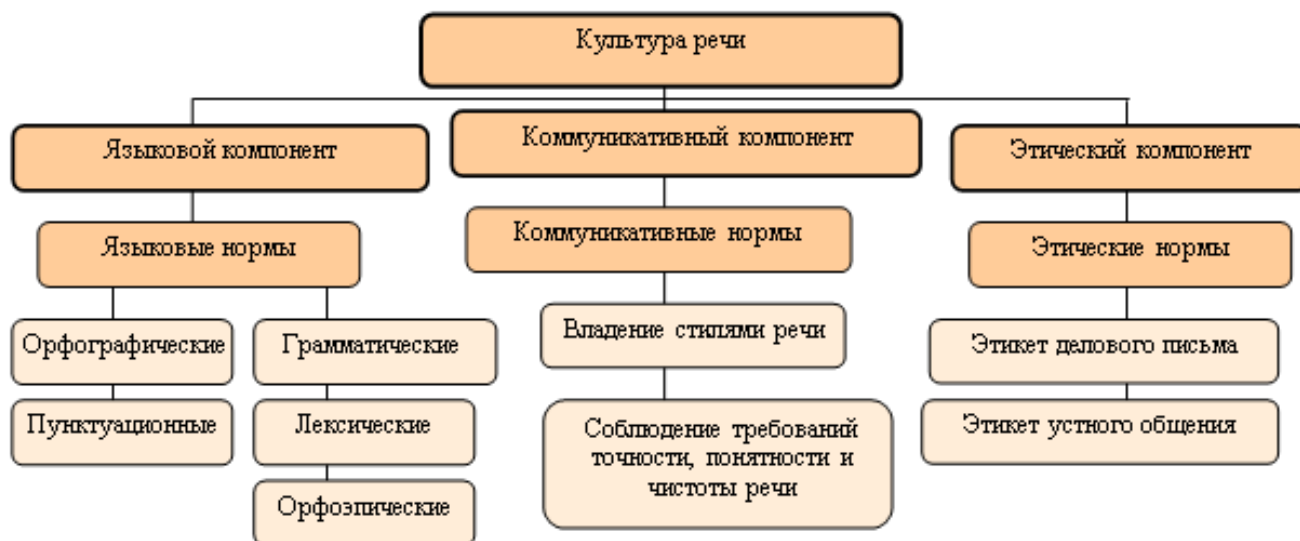 Культура речи
Языковой компонент
Коммуникативный компонент
Этический компонент
Языковые нормы
Коммуникативные нормы
Этические нормы
Орфографические
Грамматические
Владение стилями речи
Этикет делового письма
Пунктуационные
Лексические
Соблюдение требований
точности, понятности и
чистоты речи
Этикет устного общения
Орфоэпические